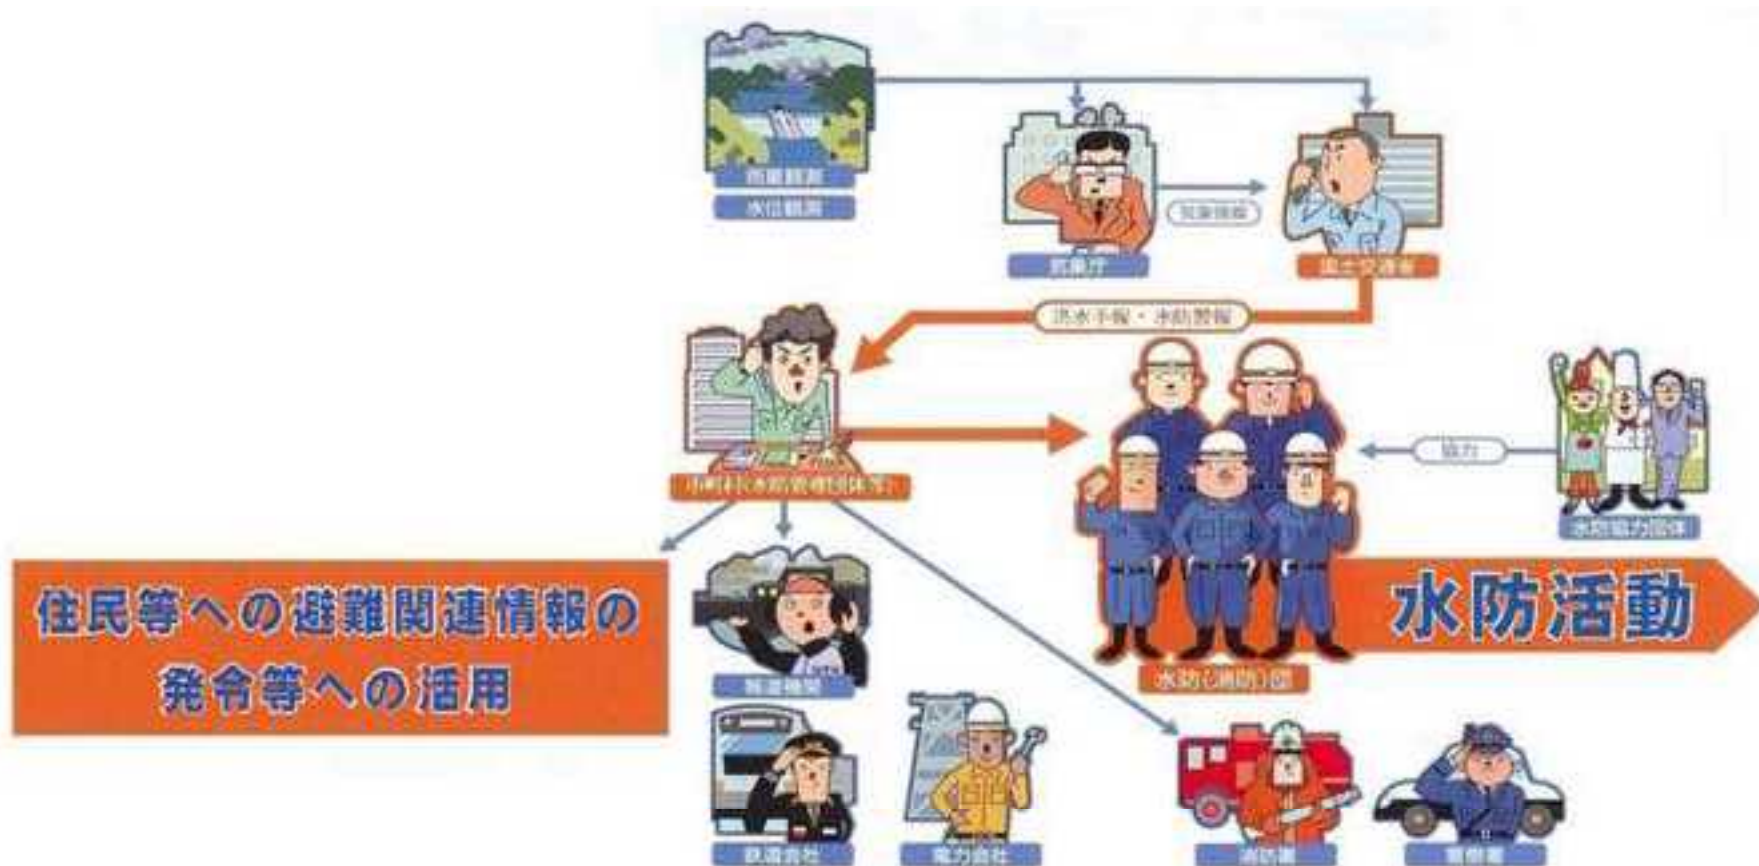 雨量観測
水位観測
気象情報
気象庁
国土交通省
洪水予報・水防警報
市町村(水防管理団体等)
協力
水防協力団体
住民等への避難関連情報の
発令等への活用
水防活動
報道機関
水防(消防)団
鉄道会社
電力会社
消防署
警察署